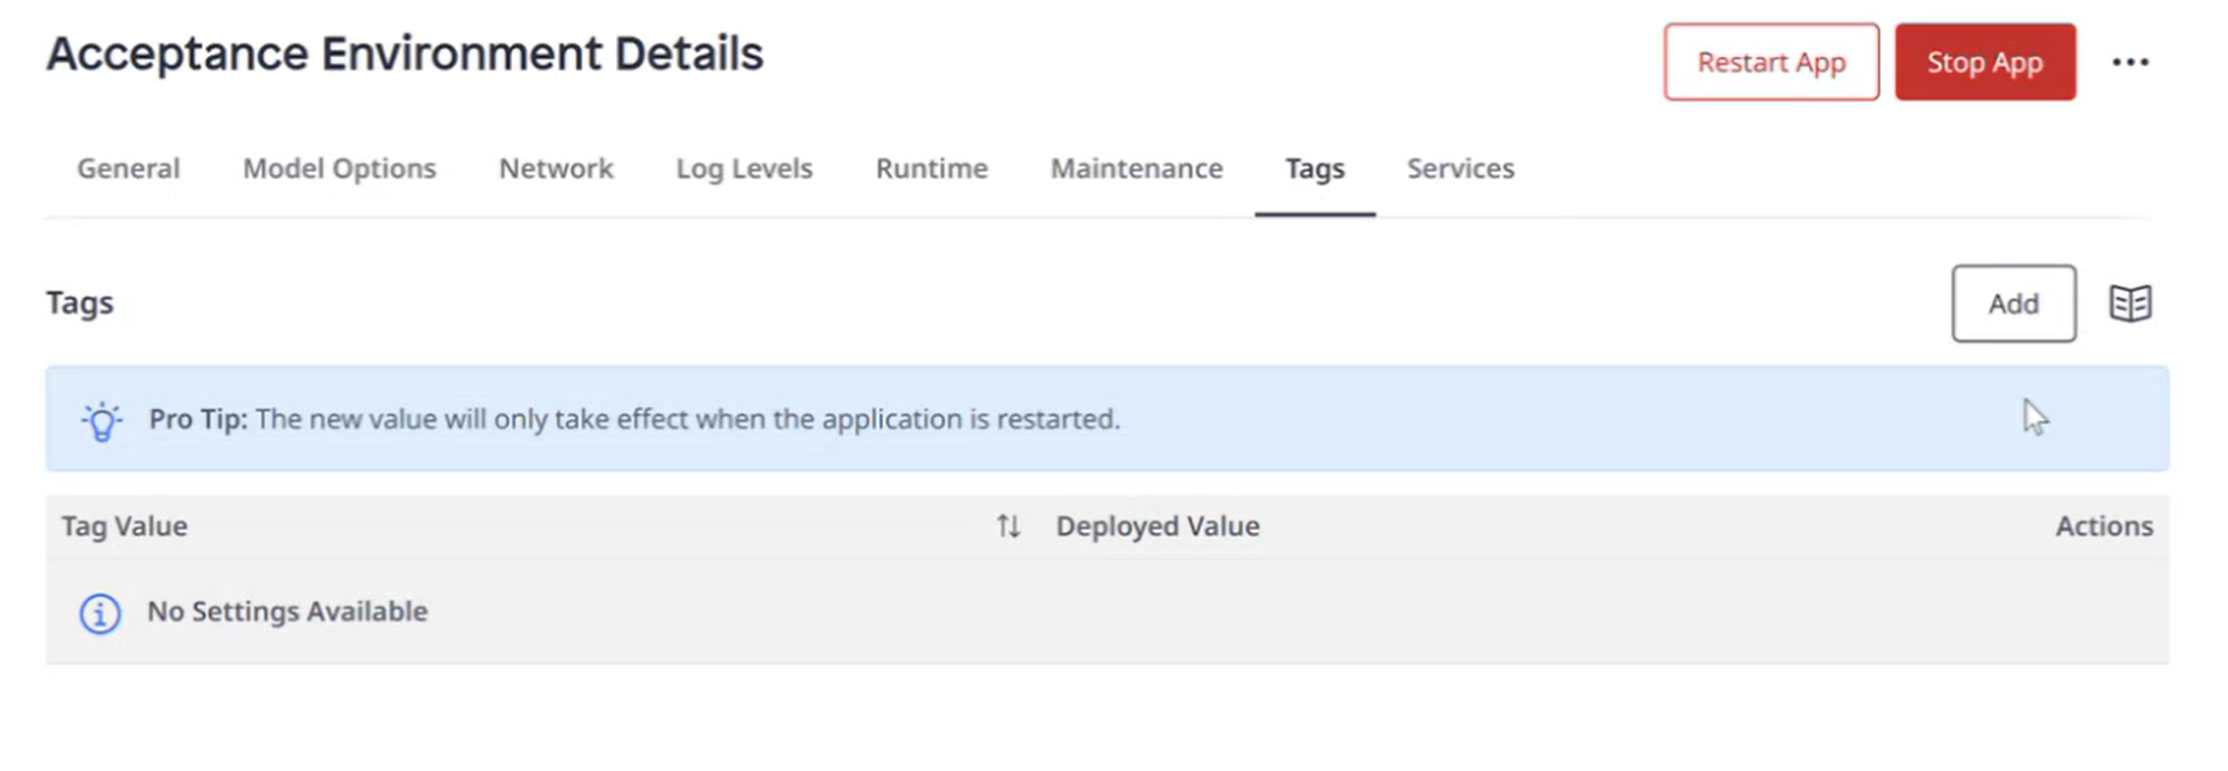 Acceptance Environment Details
Restart App
Stop App
General
Model Options
Network
Log Levels
Runtime
Maintenance
Tags
Services
Tags
Add
Pro Tip: The new value will only take effect when the application is restarted.
Tag Value
Deployed Value
Actions
No Settings Available